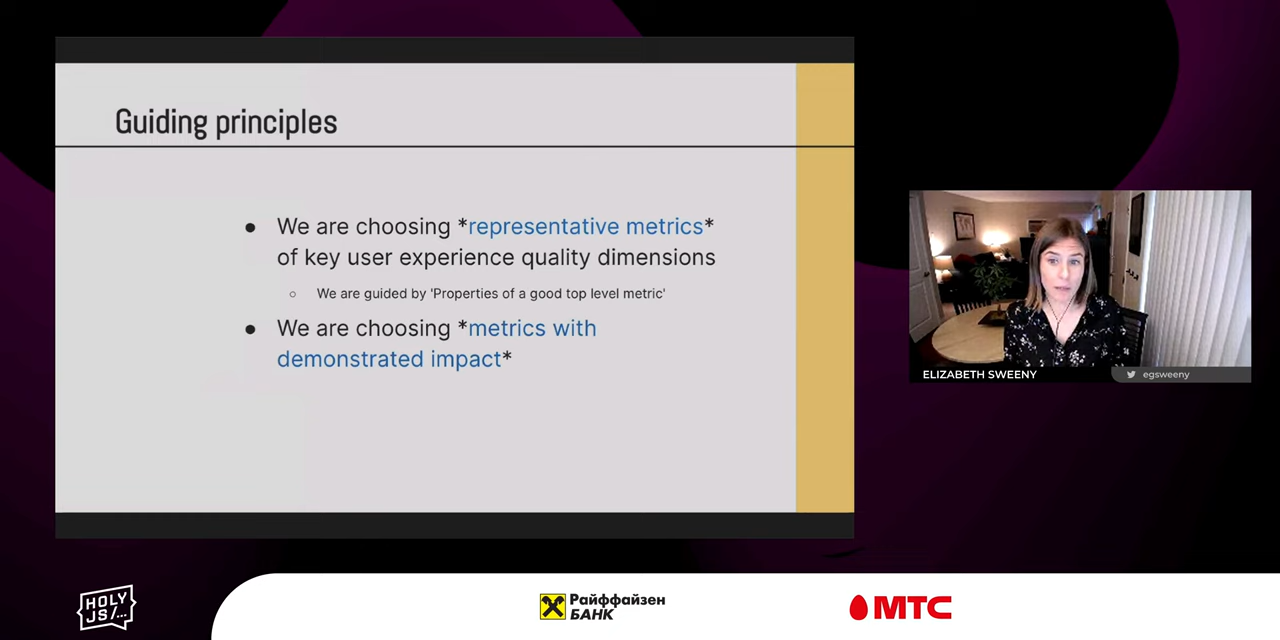 Guiding principles
● We are choosing *representative metrics*
of key user experience quality dimensions
○ We are guided by 'Properties of a good top level metric'
● We are choosing *metrics with
demonstrated impact*
ELIZABETH SWEENY
egsweeny
HOLY
JS/...
Райффайзен
БАНК
МТС